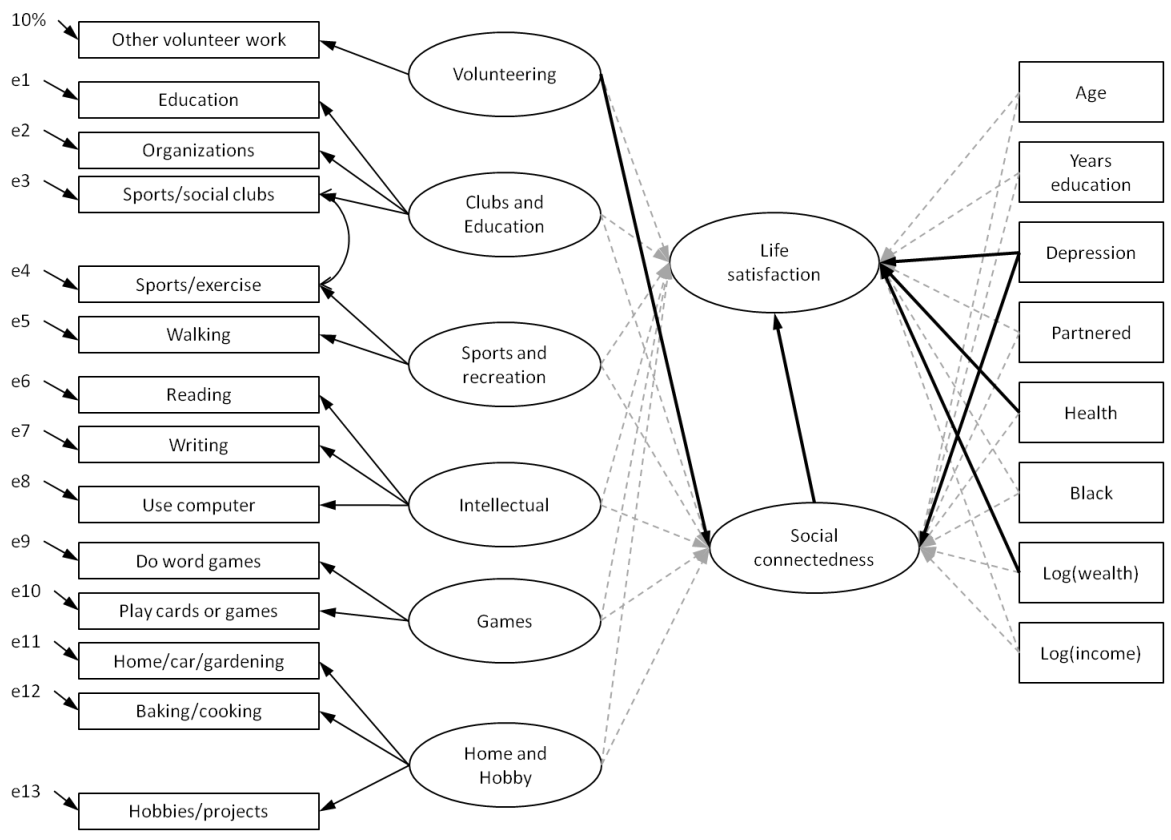 10%
Other volunteer work
e1
Education
e2
Organizations
e3
Sports/social clubs
e4
Sports/exercise
e5
Walking
e6
Reading
e7
Writing
e8
Use computer
e9
Do word games
e10
Play cards or games
e11
Home/car/gardening
e12
Baking/cooking
e13
Hobbies/projects
Volunteering
Clubs and
Education
Sports and
recreation
Intellectual
Games
Home and
Hobby
Life
satisfaction
Social
connectedness
Age
Years
education
Depression
Partnered
Health
Black
Log(wealth)
Log(income)